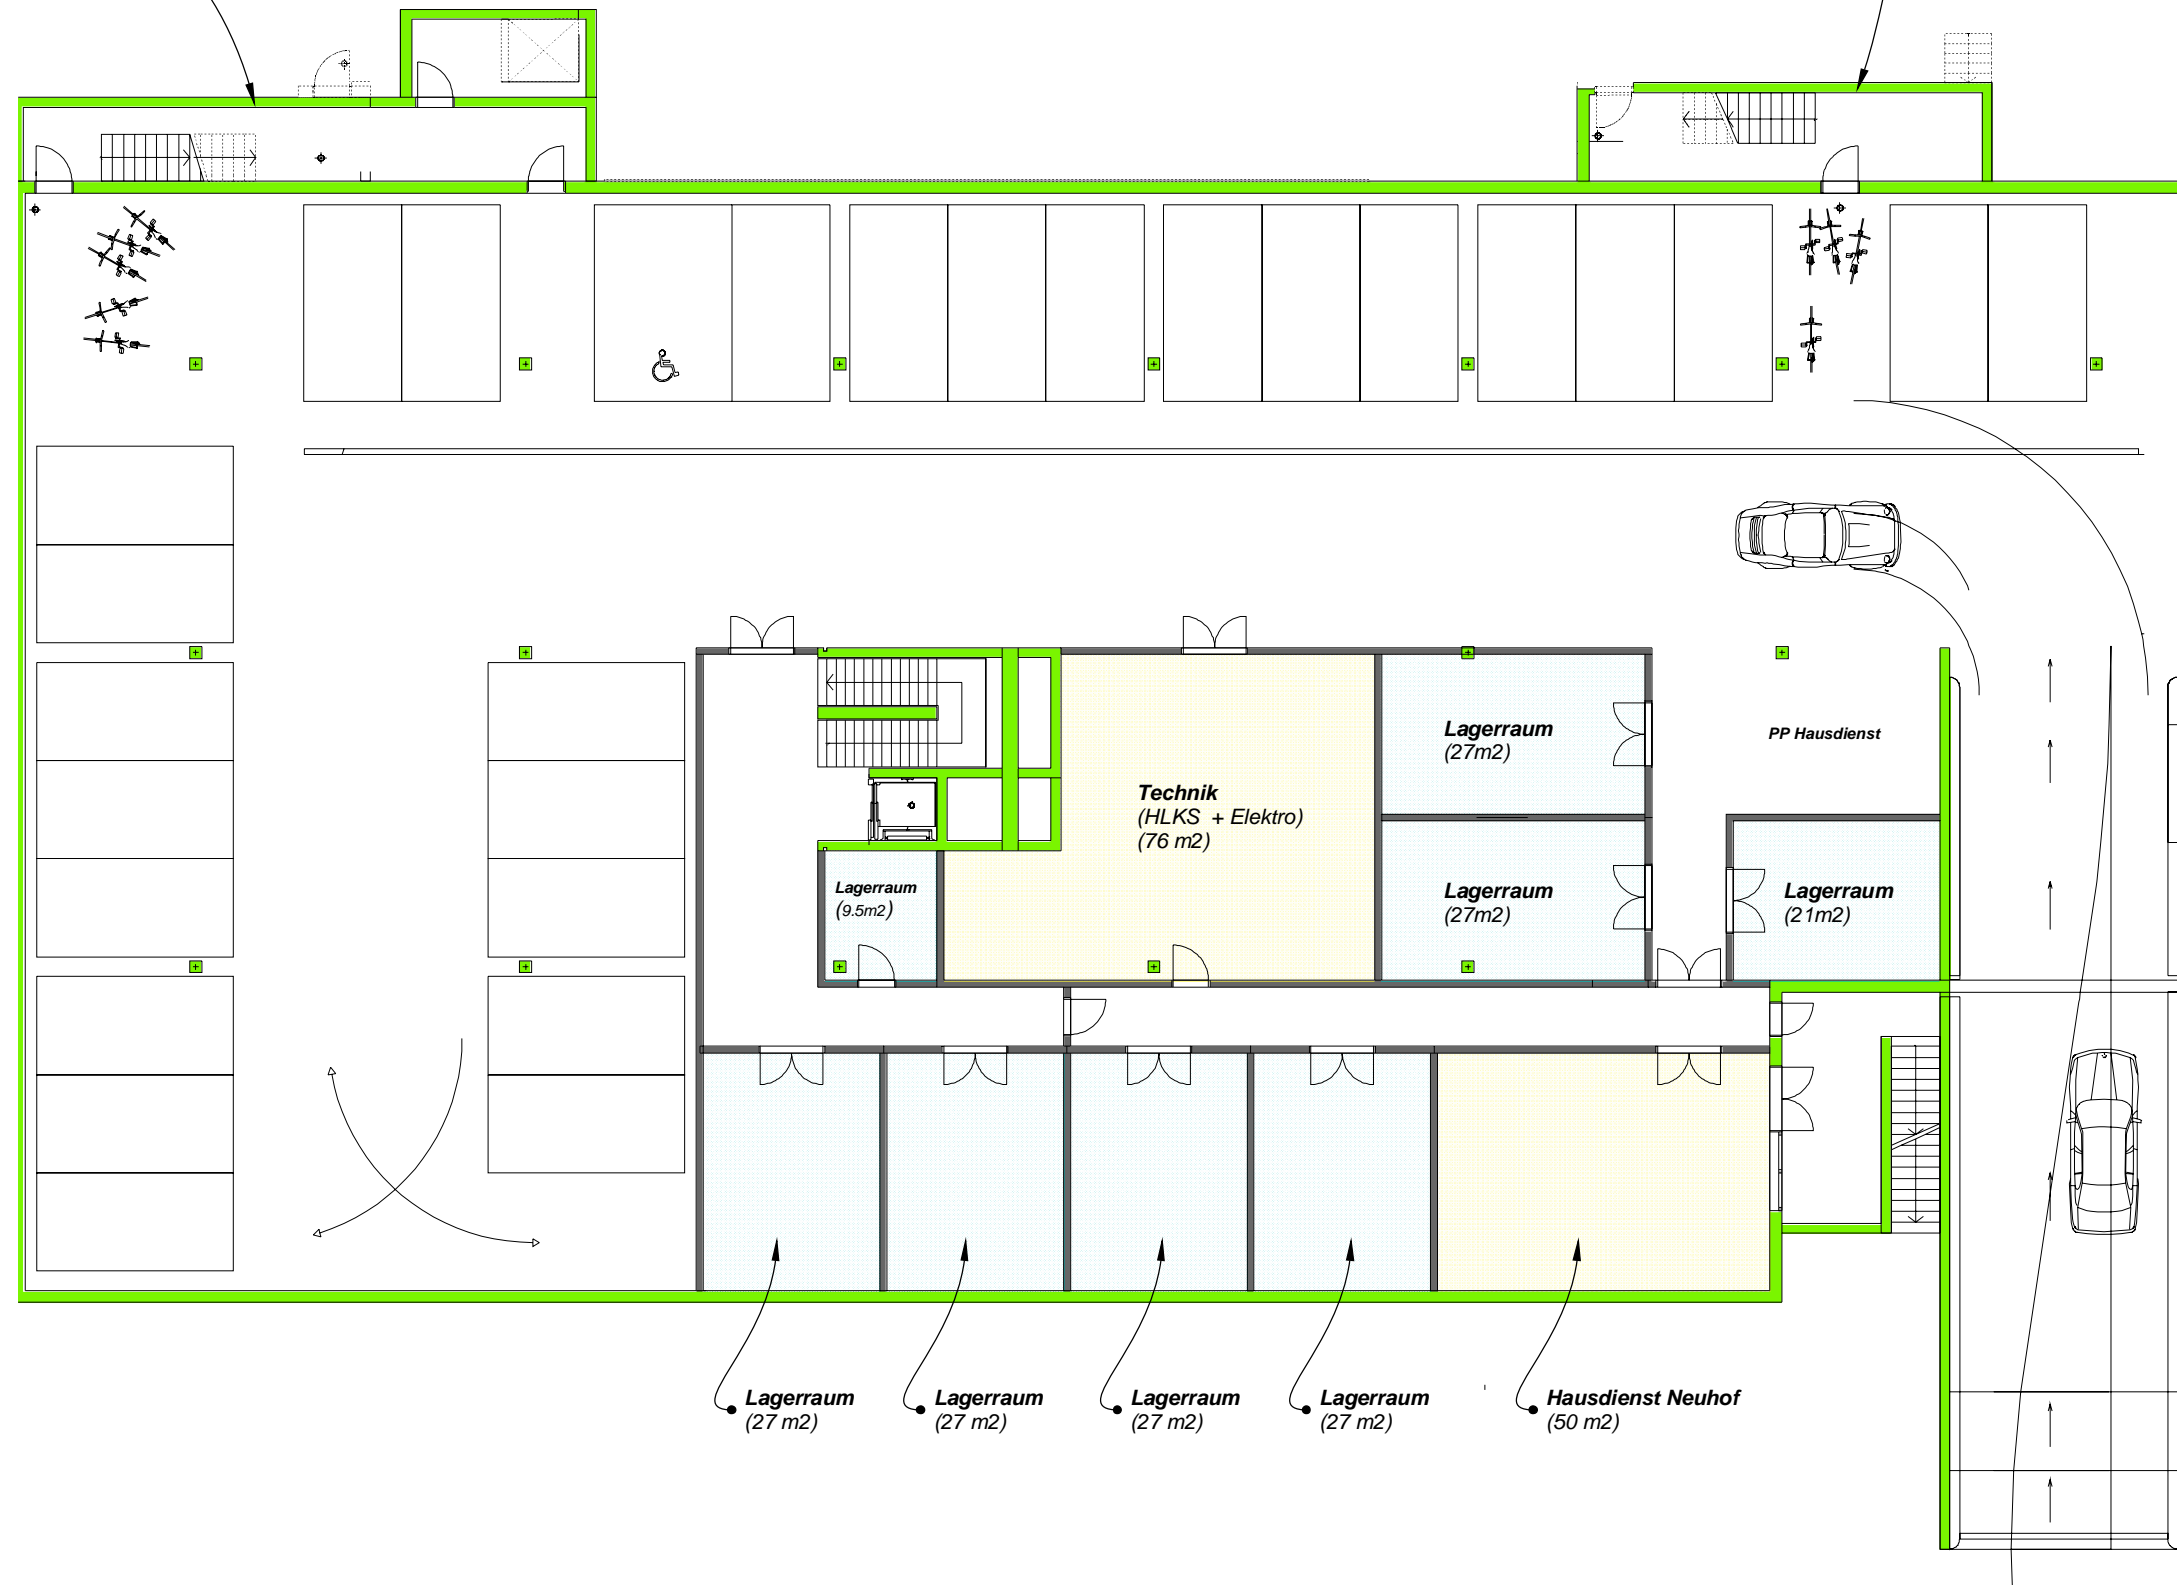 Lagerraum
(27m2)
PP Hausdienst
Technik
(HLKS + Elektro)
(76 m2)
Lagerraum
(9.5m2)
Lagerraum
(27m2)
Lagerraum
(21m2)
Lagerraum
(27 m2)
Lagerraum
(27 m2)
Lagerraum
(27 m2)
Lagerraum
(27 m2)
Hausdienst Neuhof
(50 m2)